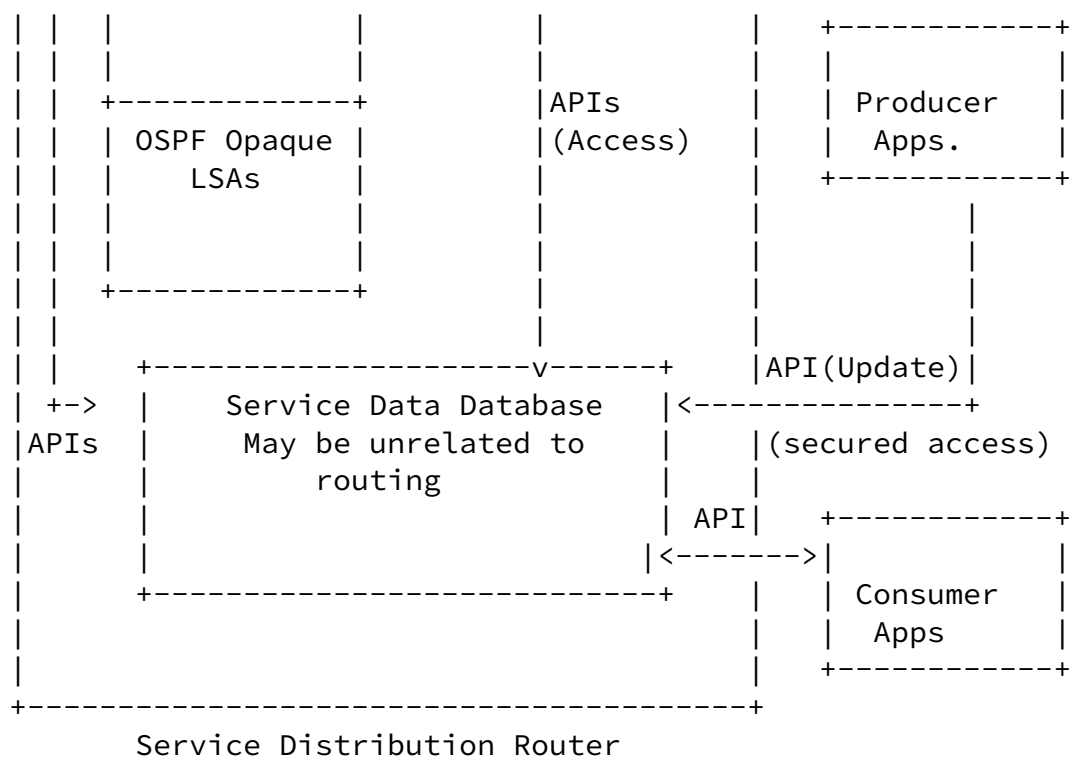 APIs Producer
OSPF Opaque (Access) Apps.
LSAs
API(Update)
+-> Service Data Database
APIs May be unrelated to (secured access)
routing
API
Consumer
Apps
Service Distribution Router